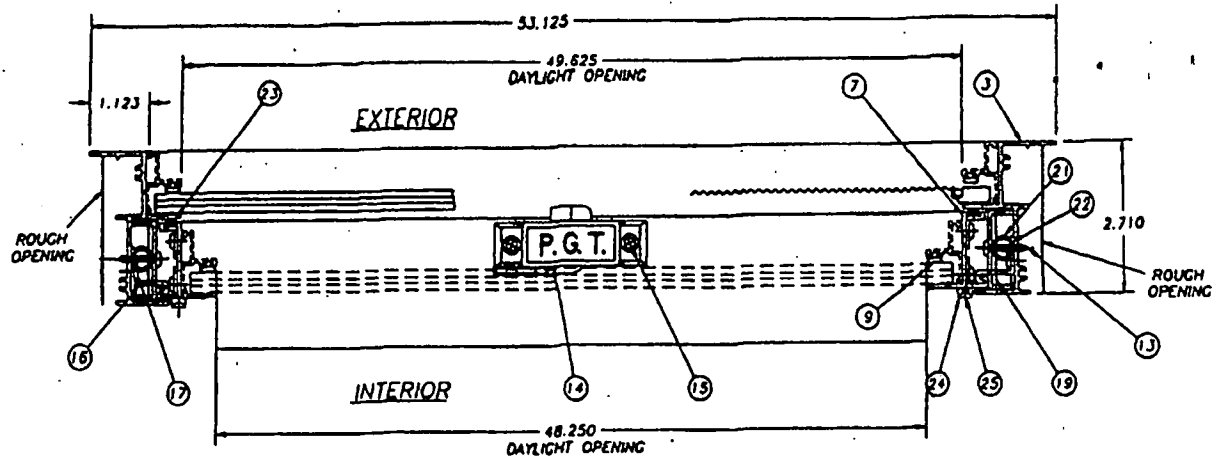 53.125
49.625
DAYLIGHT OPENING
1.123
23
7
3
EXTERIOR
21
22
ROUGH
OPENING
P.G.T.
2.710
ROUGH
OPENING
9
13
16
17
14
15
24
25
19
INTERIOR
48.250
DAYLIGHT OPENING